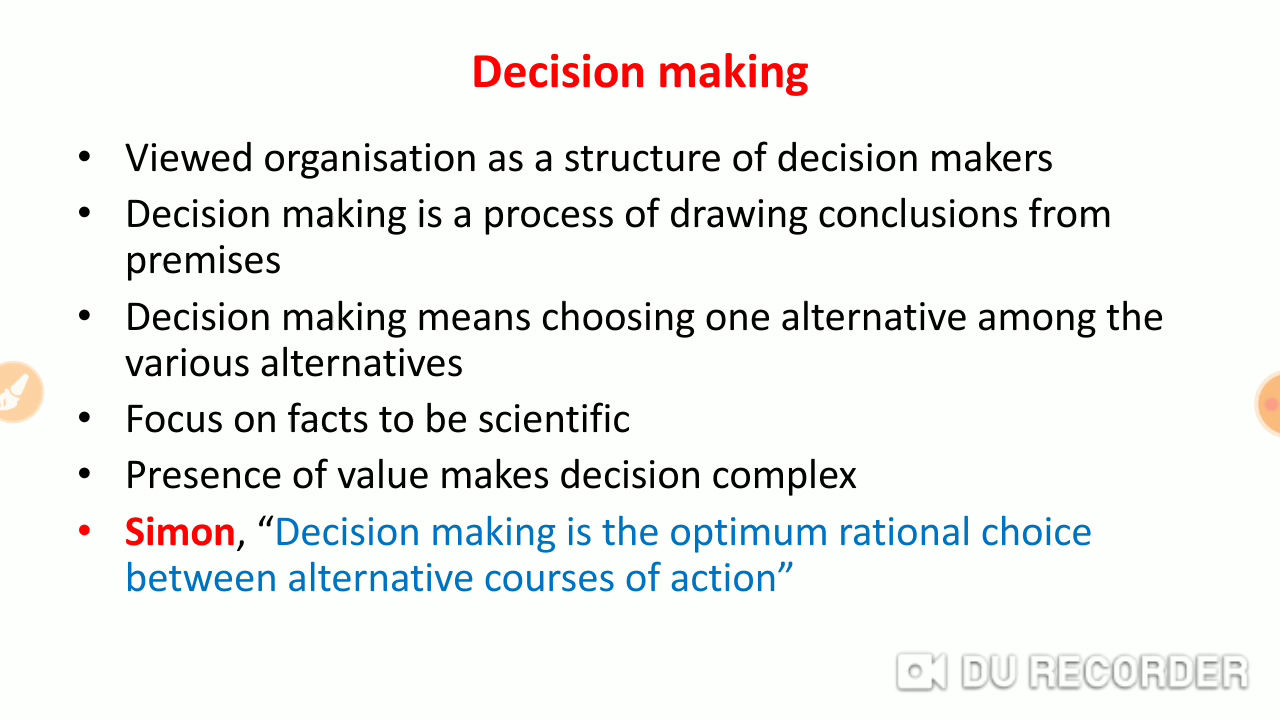 Decision making
• Viewed organisation as a structure of decision makers
• Decision making is a process of drawing conclusions from
premises
• Decision making means choosing one alternative among the
various alternatives
• Focus on facts to be scientific
• Presence of value makes decision complex
• Simon, “Decision making is the optimum rational choice
between alternative courses of action”
DU RECORDER